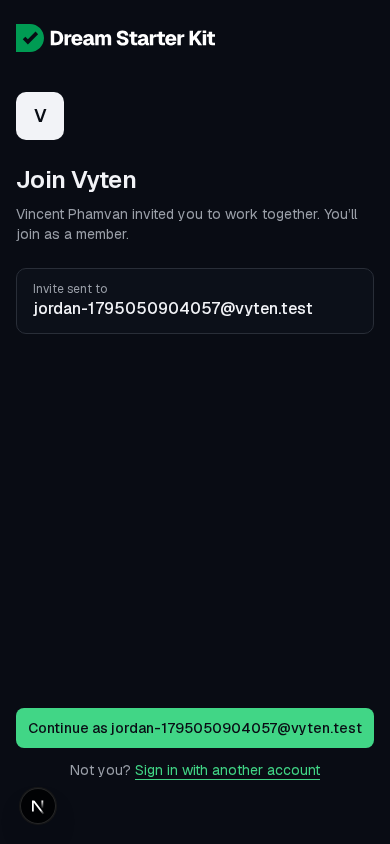 Dream Starter Kit
V
Join Vyten
Vincent Phamvan invited you to work together. You'll
join as a member.
Invite sent to
jordan-1795050904057@vyten.test
Continue as jordan-1795050904057@vyten.test
Not you? Sign in with another account
N